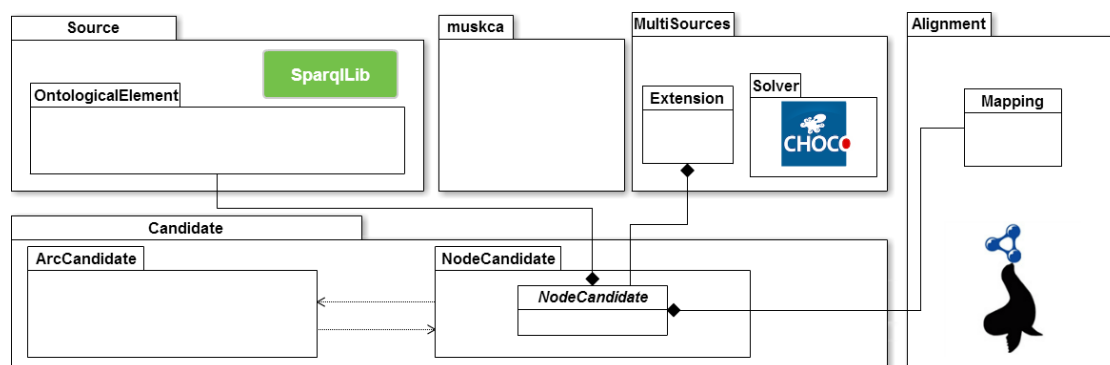 Source
SparqlLib
OntologicalElement
muskca
MultiSources
Extension
Solver
CHOCO
Alignment
Mapping
Candidate
ArcCandidate
NodeCandidate
NodeCandidate